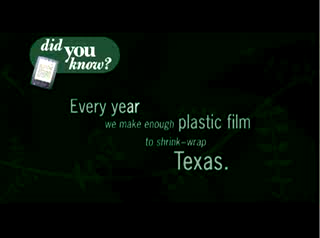 did you
know?
Every year
we make enough plastic film
to shrink-wrap
Texas.